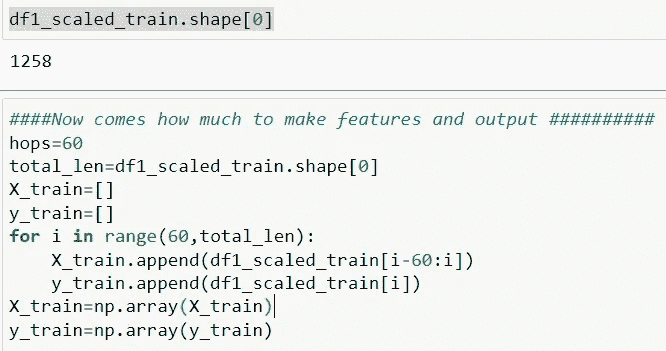 df1_scaled_train.shape[0]
1258
####Now comes how much to make features and output ##########
hops=60
total_len=df1_scaled_train.shape[0]
X_train=[]
y_train=[]
for i in range(60,total_len):
    X_train.append(df1_scaled_train[i-60:i])
    y_train.append(df1_scaled_train[i])
X_train=np.array(X_train)
y_train=np.array(y_train)